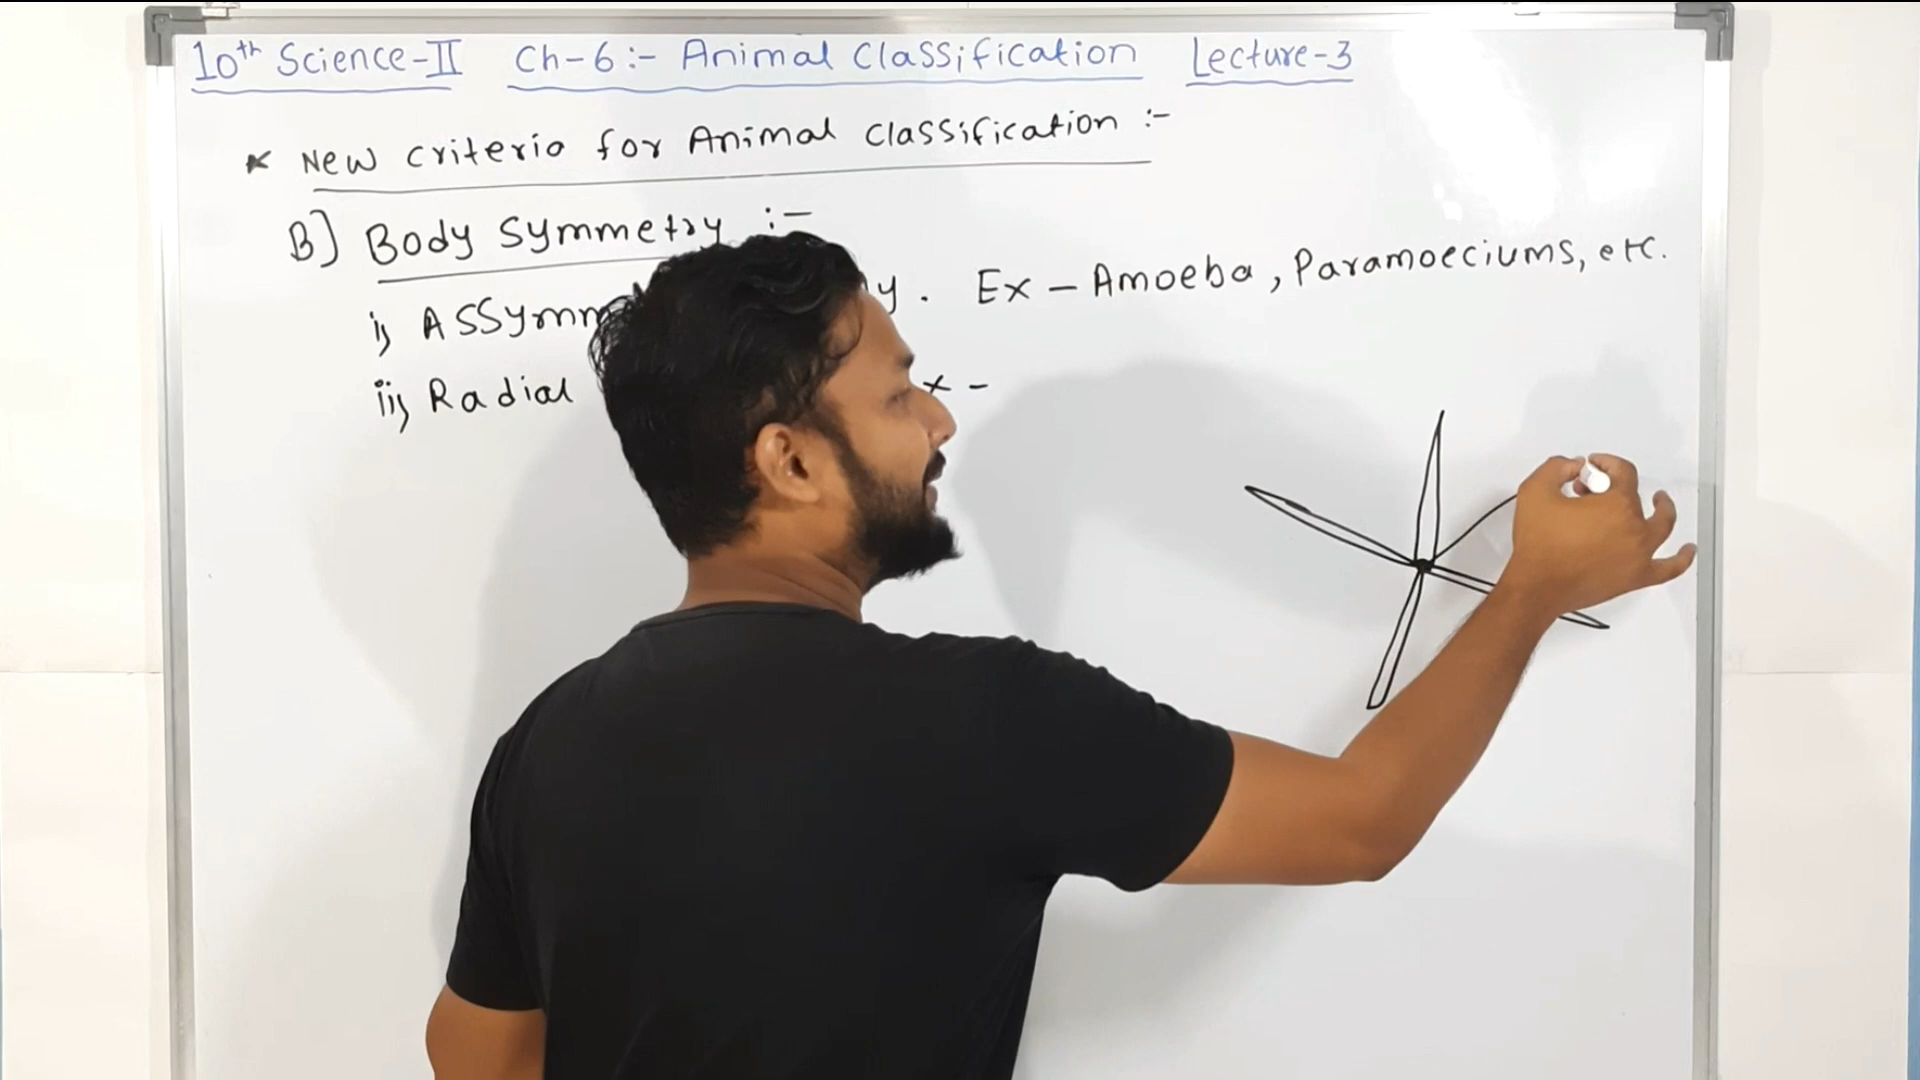 10th Science-II Ch-6:- Animal Classification Lecture-3
* New criteria for Animal classification :-
B] Body Symmetry :-
i) ASSymm y. Ex - Amoeba, Paramoeciums, etc.
ii) Radial x -